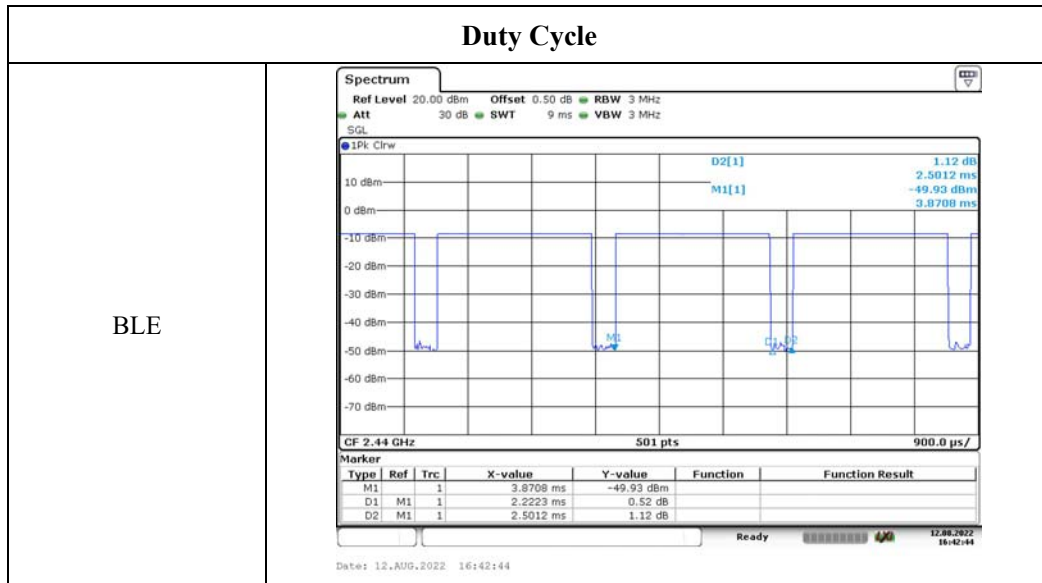 Duty Cycle
BLE
Spectrum
Ref Level 20.00 dBm Offset 0.50 dB RBW 3 MHz
Att 30 dB SWT 9 ms VBW 3 MHz
SGL
1Pk Clrw
D2[1] 1.12 dB
2.5012 ms
M1[1] -49.93 dBm
3.8708 ms
10 dBm
0 dBm
-10 dBm
-20 dBm
-30 dBm
-40 dBm
M1
D1 D2
-50 dBm
-60 dBm
-70 dBm
CF 2.44 GHz 501 pts 900.0 µs/
Marker
Type Ref Trc X-value Y-value Function Function Result
M1 1 3.8708 ms -49.93 dBm
D1 M1 1 2.2223 ms 0.52 dB
D2 M1 1 2.5012 ms 1.12 dB
Ready 12.08.2022
16:42:44
Date: 12.AUG.2022 16:42:44